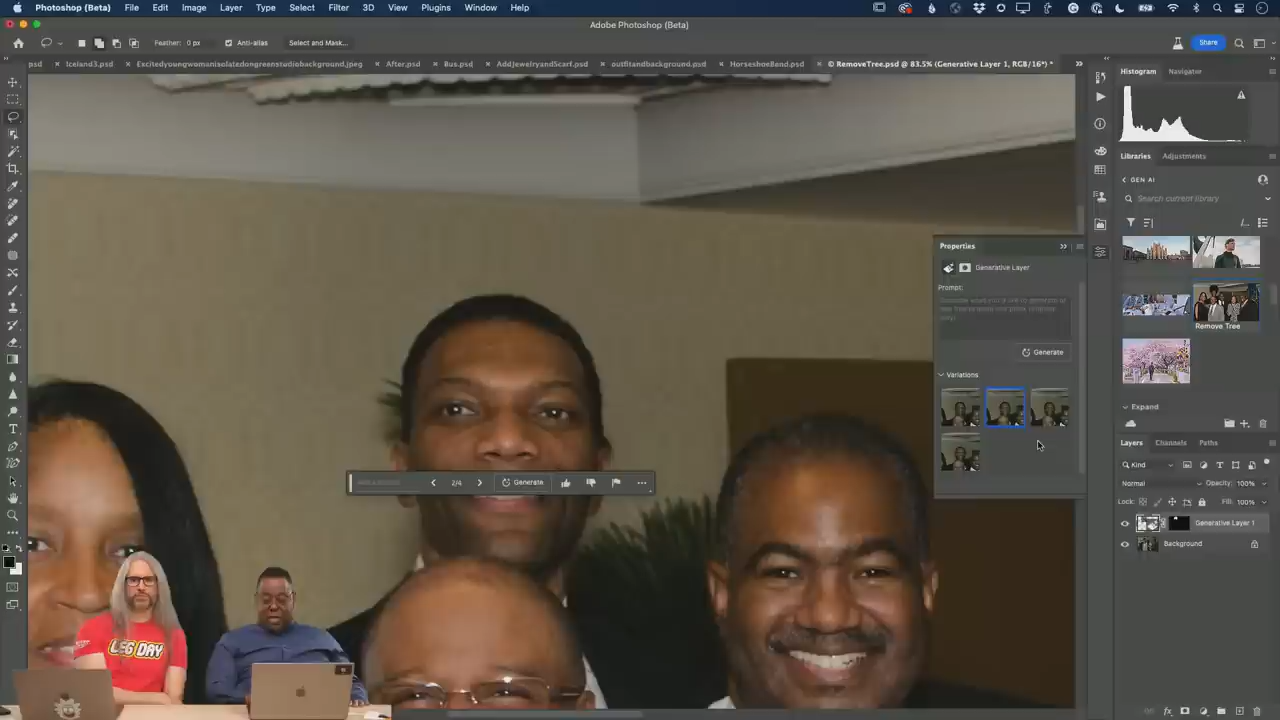 Photoshop (Beta) File Edit Image Layer Type Select Filter 3D View Plugins Window Help
Adobe Photoshop (Beta)
Feather: 0 px Anti-alias Select and Mask... Share
psd × Iceland3.psd × Excitedyoungwomanisolatedongreenstudiobackground.jpeg × After.psd × Bus.psd × AddJewelryandScarf.psd × outfitandbackground.psd × HorseshoeBend.psd × © RemoveTree.psd @ 83.5% (Generative Layer 1, RGB/16*) *
Histogram Navigator
Libraries Adjustments
GEN AI
Search current library
Remove Tree
Expand
Properties
Generative Layer
Prompt:
Generate
Variations
2/4 Generate
Layers Channels Paths
Kind
Normal Opacity: 100%
Lock: Fill: 100%
Generative Layer 1
Background
LEG DAY